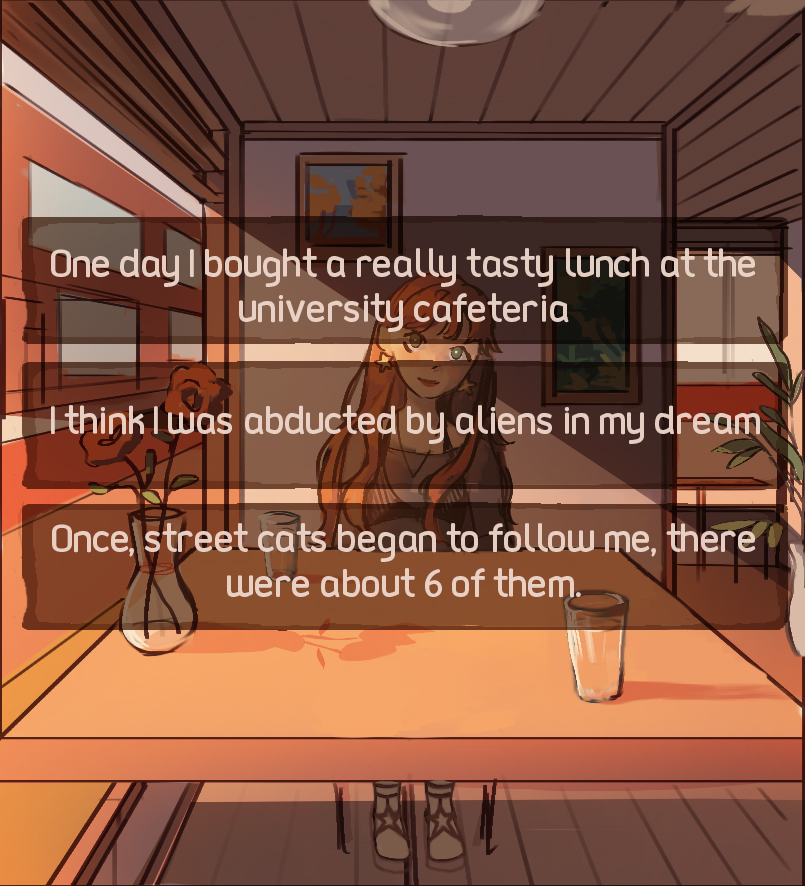 One day I bought a really tasty lunch at the
university cafeteria
I think I was abducted by aliens in my dream
Once, street cats began to follow me, there
were about 6 of them.